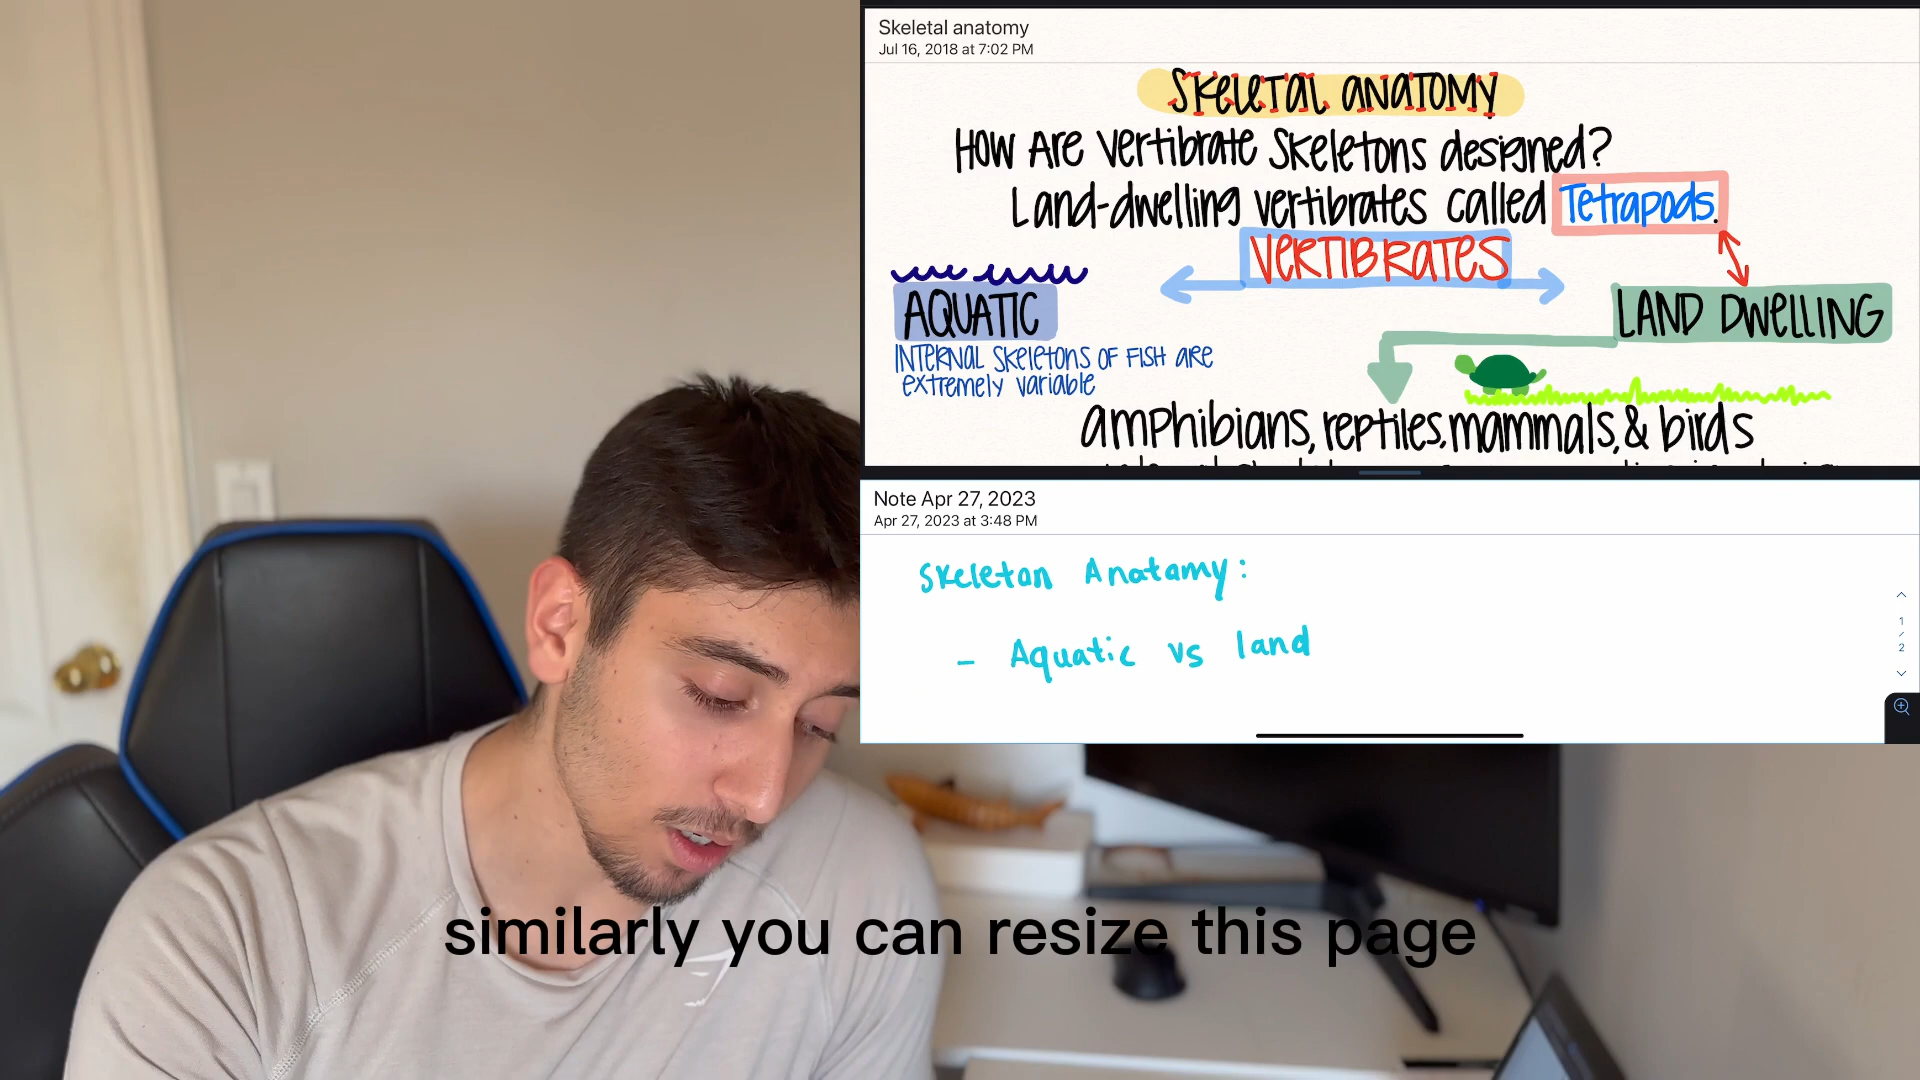 Skeletal anatomy
Jul 16, 2018 at 7:02 PM
SKELETAL ANATOMY
HOW ARE VERTIBRATE SKELETONS DESIGNED?
LAND-DWELLING VERTIBRATES CALLED TETRAPODS.
VERTIBRATES
AQUATIC
LAND DWELLING
INTERNAL SKELETONS OF FISH ARE
EXTREMELY VARIABLE
AMPHIBIANS, REPTILES, MAMMALS, & BIRDS
Note Apr 27, 2023
Apr 27, 2023 at 3:48 PM
Skeleton Anatamy:
- Aquatic vs land
1
/
2
similarly you can resize this page